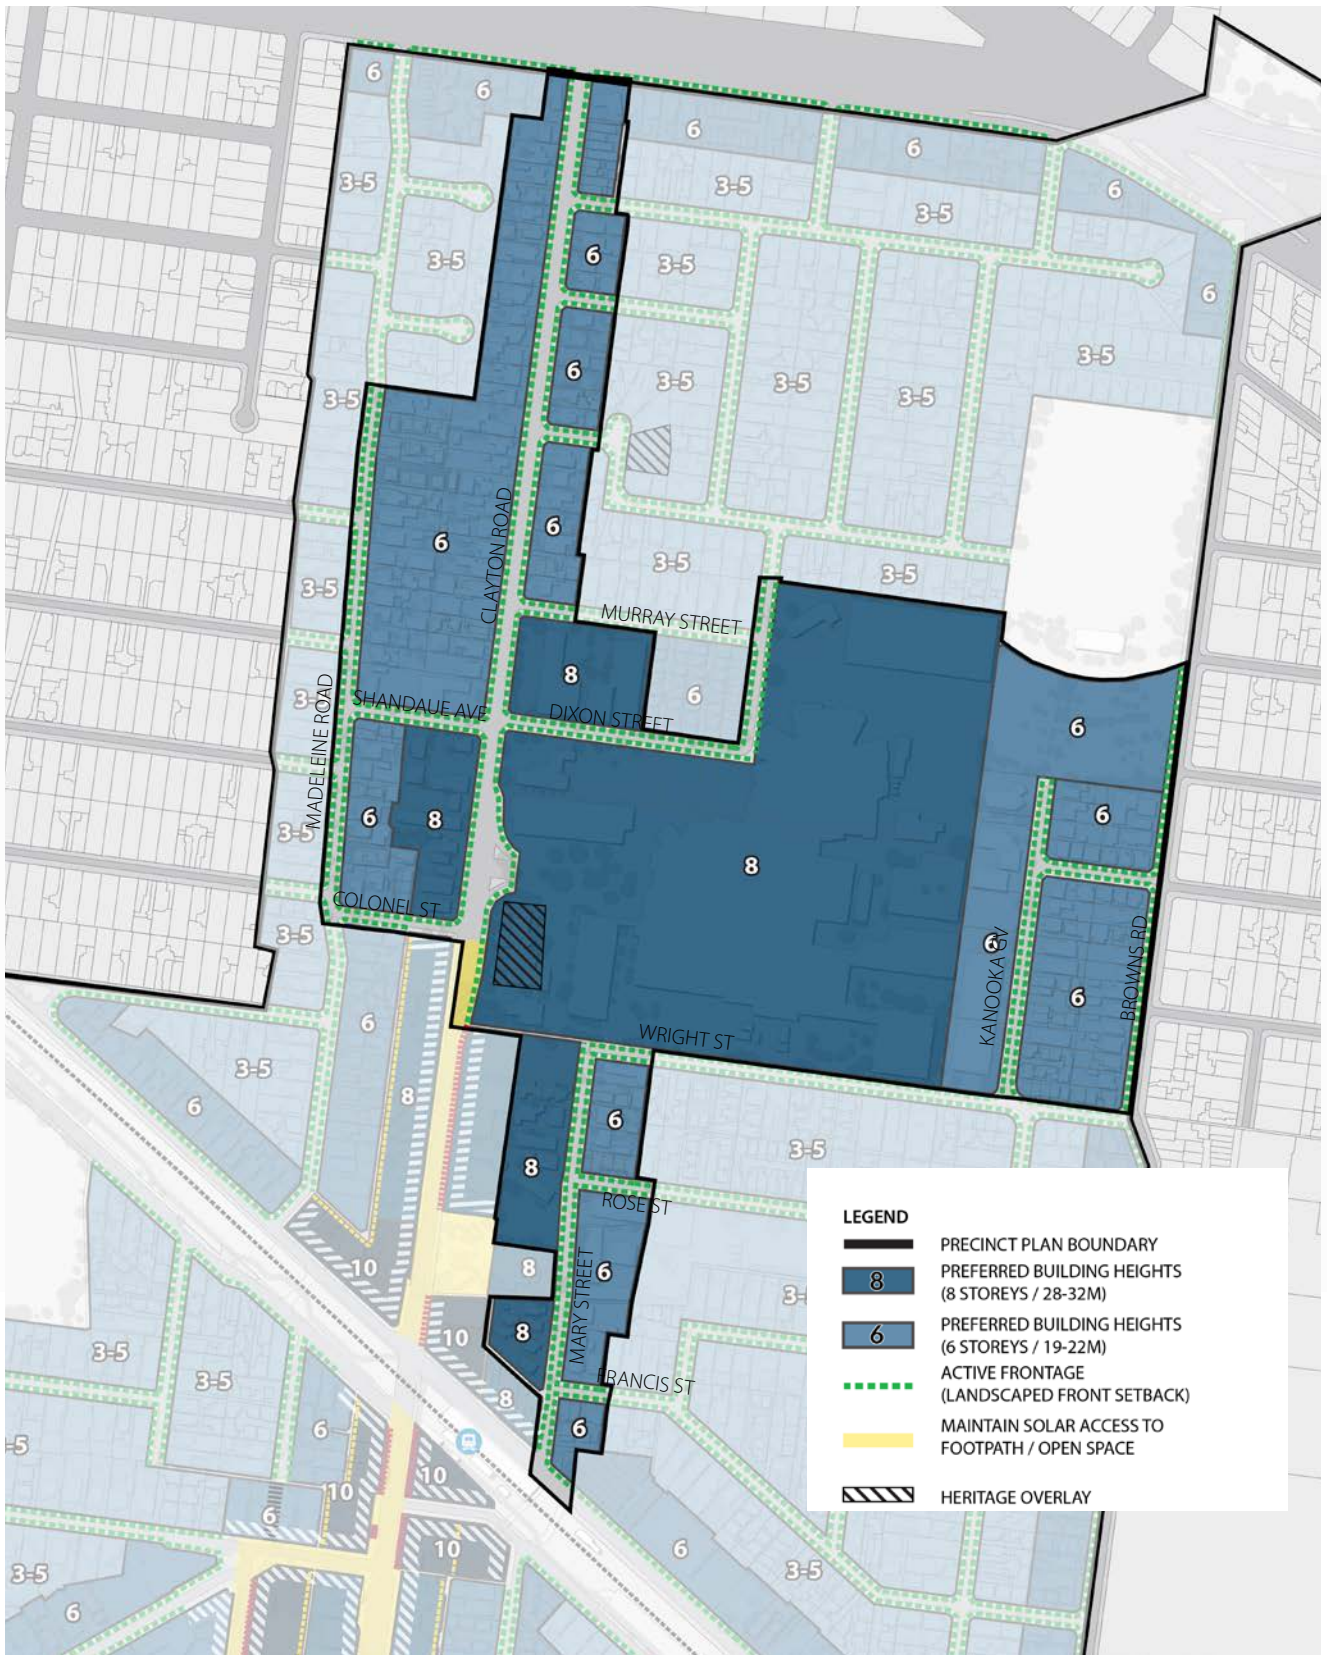 6
6
6
6
6
3-5
3-5
3-5
6
3-5
6
3-5
6
3-5
6
3-5
3-5
3-5
3-5
3-5
CLAYTON ROAD
6
6
3-5
3-5
3-5
MURRAY STREET
8
6
3-
SHANDAUE AVE
DIXON STREET
6
MADELEINE ROAD
6
8
3-5
6
8
COLONEL ST
3-5
6
KANOOKA GV
BROWNS RD
6
6
WRIGHT ST
3-5
8
6
6
3-5
8
ROSE ST
10
8
6
MARY STREET
3-
10
8
3-5
FRANCIS ST
3-5
8
6
6
-5
10
10
6
6
10
3-5
3-5
6
LEGEND
PRECINCT PLAN BOUNDARY
8
PREFERRED BUILDING HEIGHTS
(8 STOREYS / 28-32M)
6
PREFERRED BUILDING HEIGHTS
(6 STOREYS / 19-22M)
ACTIVE FRONTAGE
(LANDSCAPED FRONT SETBACK)
MAINTAIN SOLAR ACCESS TO
FOOTPATH / OPEN SPACE
HERITAGE OVERLAY